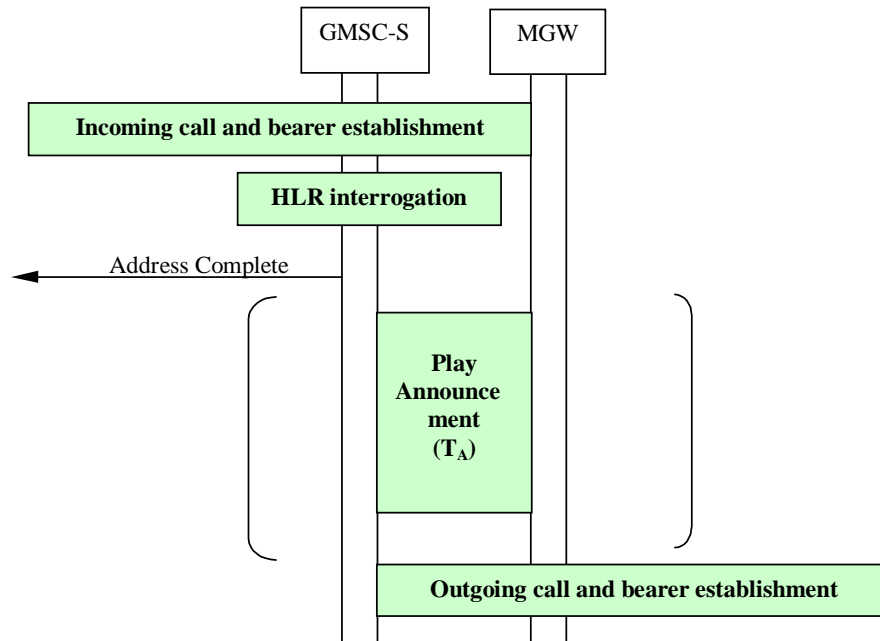 GMSC-S
MGW
Incoming call and bearer establishment
HLR interrogation
Address Complete
Play
Announce
ment
(T_A)
Outgoing call and bearer establishment